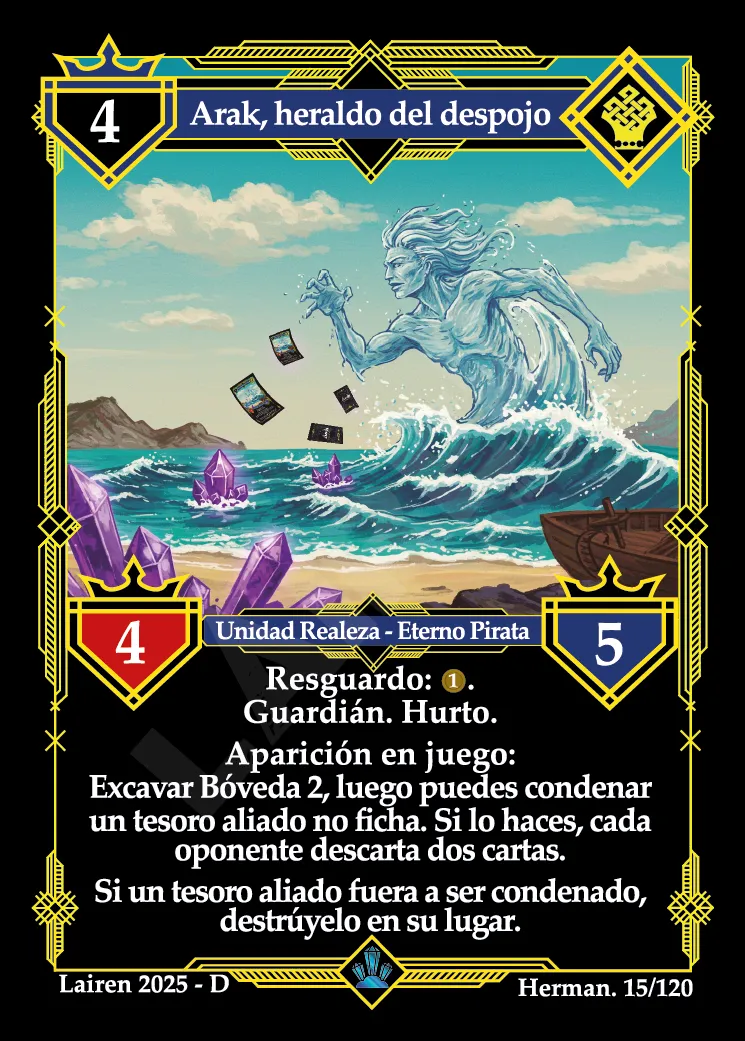 4
Arak, heraldo del despojo
4
Unidad Realeza - Eterno Pirata
5
Resguardo: 1.
Guardián. Hurto.
Aparición en juego:
Excavar Bóveda 2, luego puedes condenar
un tesoro aliado no ficha. Si lo haces, cada
oponente descarta dos cartas.
Si un tesoro aliado fuera a ser condenado,
destrúyelo en su lugar.
Lairen 2025 - D
Herman. 15/120